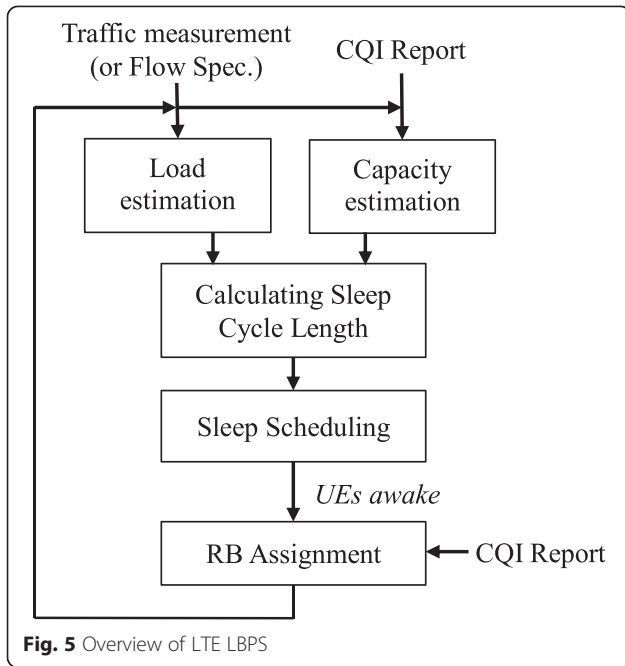 Traffic measurement
(or Flow Spec.)
CQI Report
Load
estimation
Capacity
estimation
Calculating Sleep
Cycle Length
Sleep Scheduling
UEs awake
RB Assignment
CQI Report
Fig. 5 Overview of LTE LBPS